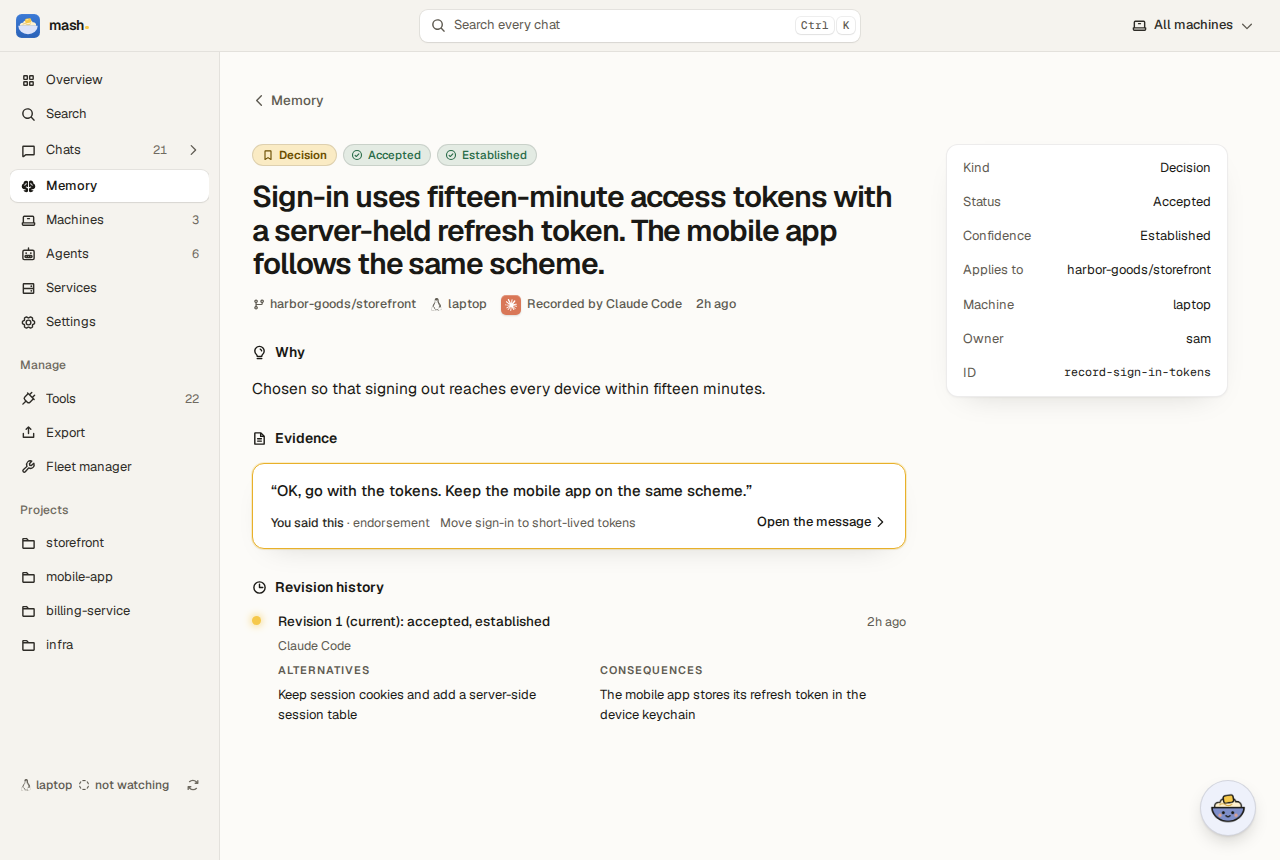 mash.
Search every chat
Ctrl K
All machines
Overview
Search
Chats 21
Memory
Machines 3
Agents 6
Services
Settings
Manage
Tools 22
Export
Fleet manager
Projects
storefront
mobile-app
billing-service
infra
laptop not watching
Memory
Decision Accepted Established
Sign-in uses fifteen-minute access tokens with
a server-held refresh token. The mobile app
follows the same scheme.
harbor-goods/storefront laptop Recorded by Claude Code 2h ago
Why
Chosen so that signing out reaches every device within fifteen minutes.
Evidence
“OK, go with the tokens. Keep the mobile app on the same scheme.”
You said this · endorsement Move sign-in to short-lived tokens Open the message
Revision history
Revision 1 (current): accepted, established 2h ago
Claude Code
ALTERNATIVES
Keep session cookies and add a server-side
session table
CONSEQUENCES
The mobile app stores its refresh token in the
device keychain
Kind Decision
Status Accepted
Confidence Established
Applies to harbor-goods/storefront
Machine laptop
Owner sam
ID record-sign-in-tokens